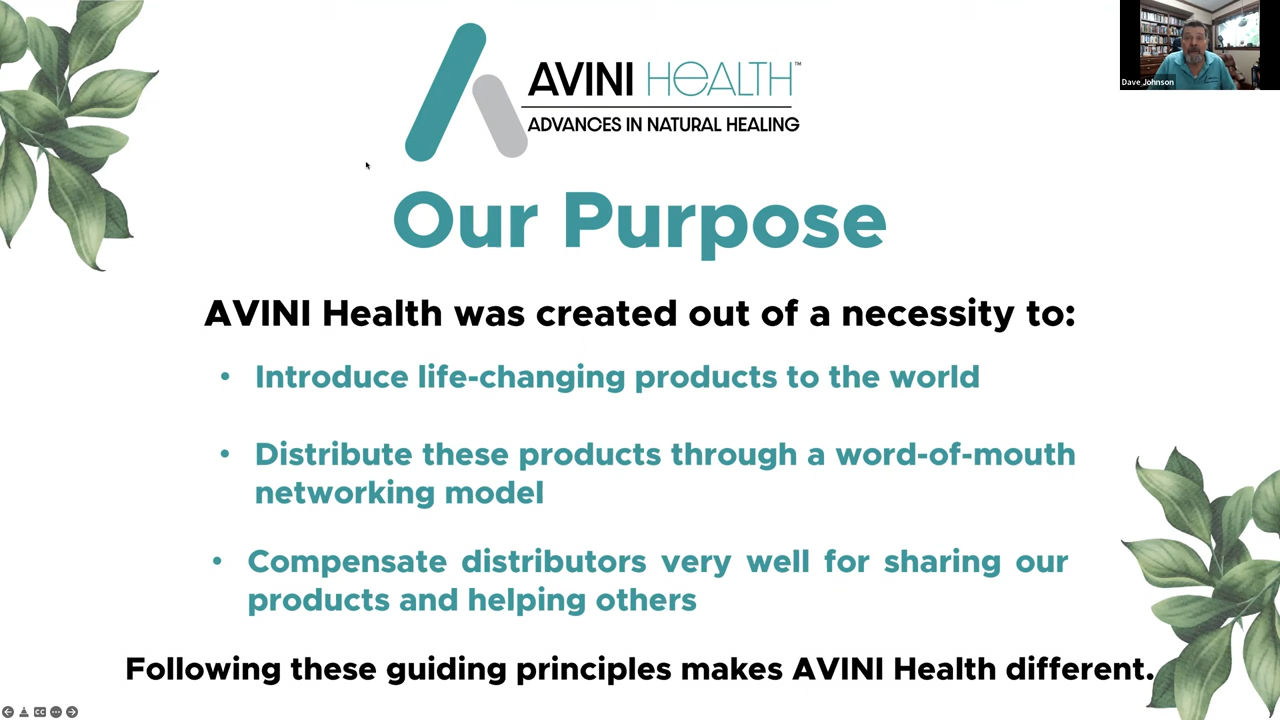 AVINI HEALTH™
ADVANCES IN NATURAL HEALING
Dave Johnson
Our Purpose
AVINI Health was created out of a necessity to:
• Introduce life-changing products to the world
• Distribute these products through a word-of-mouth
networking model
• Compensate distributors very well for sharing our
products and helping others
Following these guiding principles makes AVINI Health different.
CC